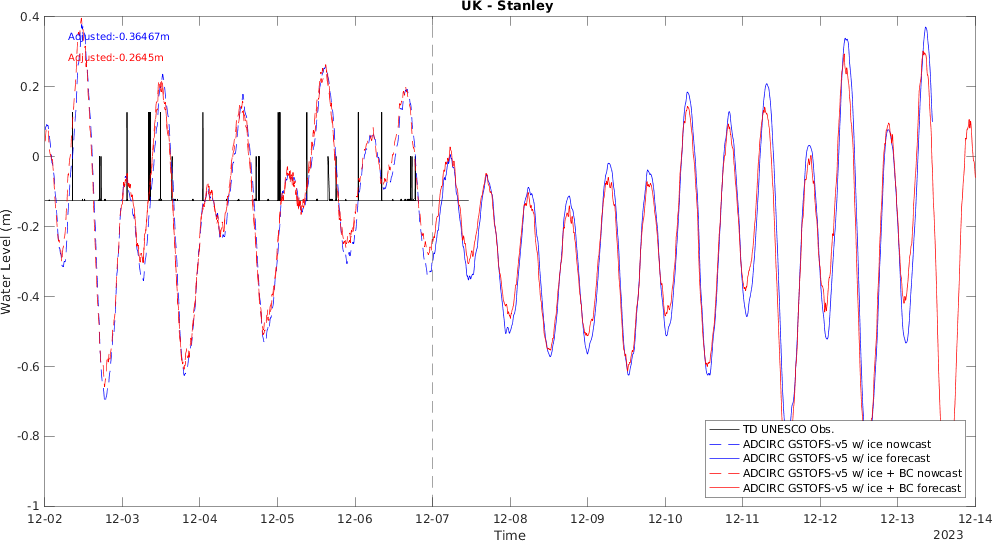 UK - Stanley
Adjusted:-0.36467m
Adjusted:-0.2645m
0.4
0.2
0
-0.2
-0.4
-0.6
-0.8
-1
Water Level (m)
TD UNESCO Obs.
ADCIRC GSTOFS-v5 w/ ice nowcast
ADCIRC GSTOFS-v5 w/ ice forecast
ADCIRC GSTOFS-v5 w/ ice + BC nowcast
ADCIRC GSTOFS-v5 w/ ice + BC forecast
12-02 12-03 12-04 12-05 12-06 12-07 12-08 12-09 12-10 12-11 12-12 12-13 12-14
Time
2023